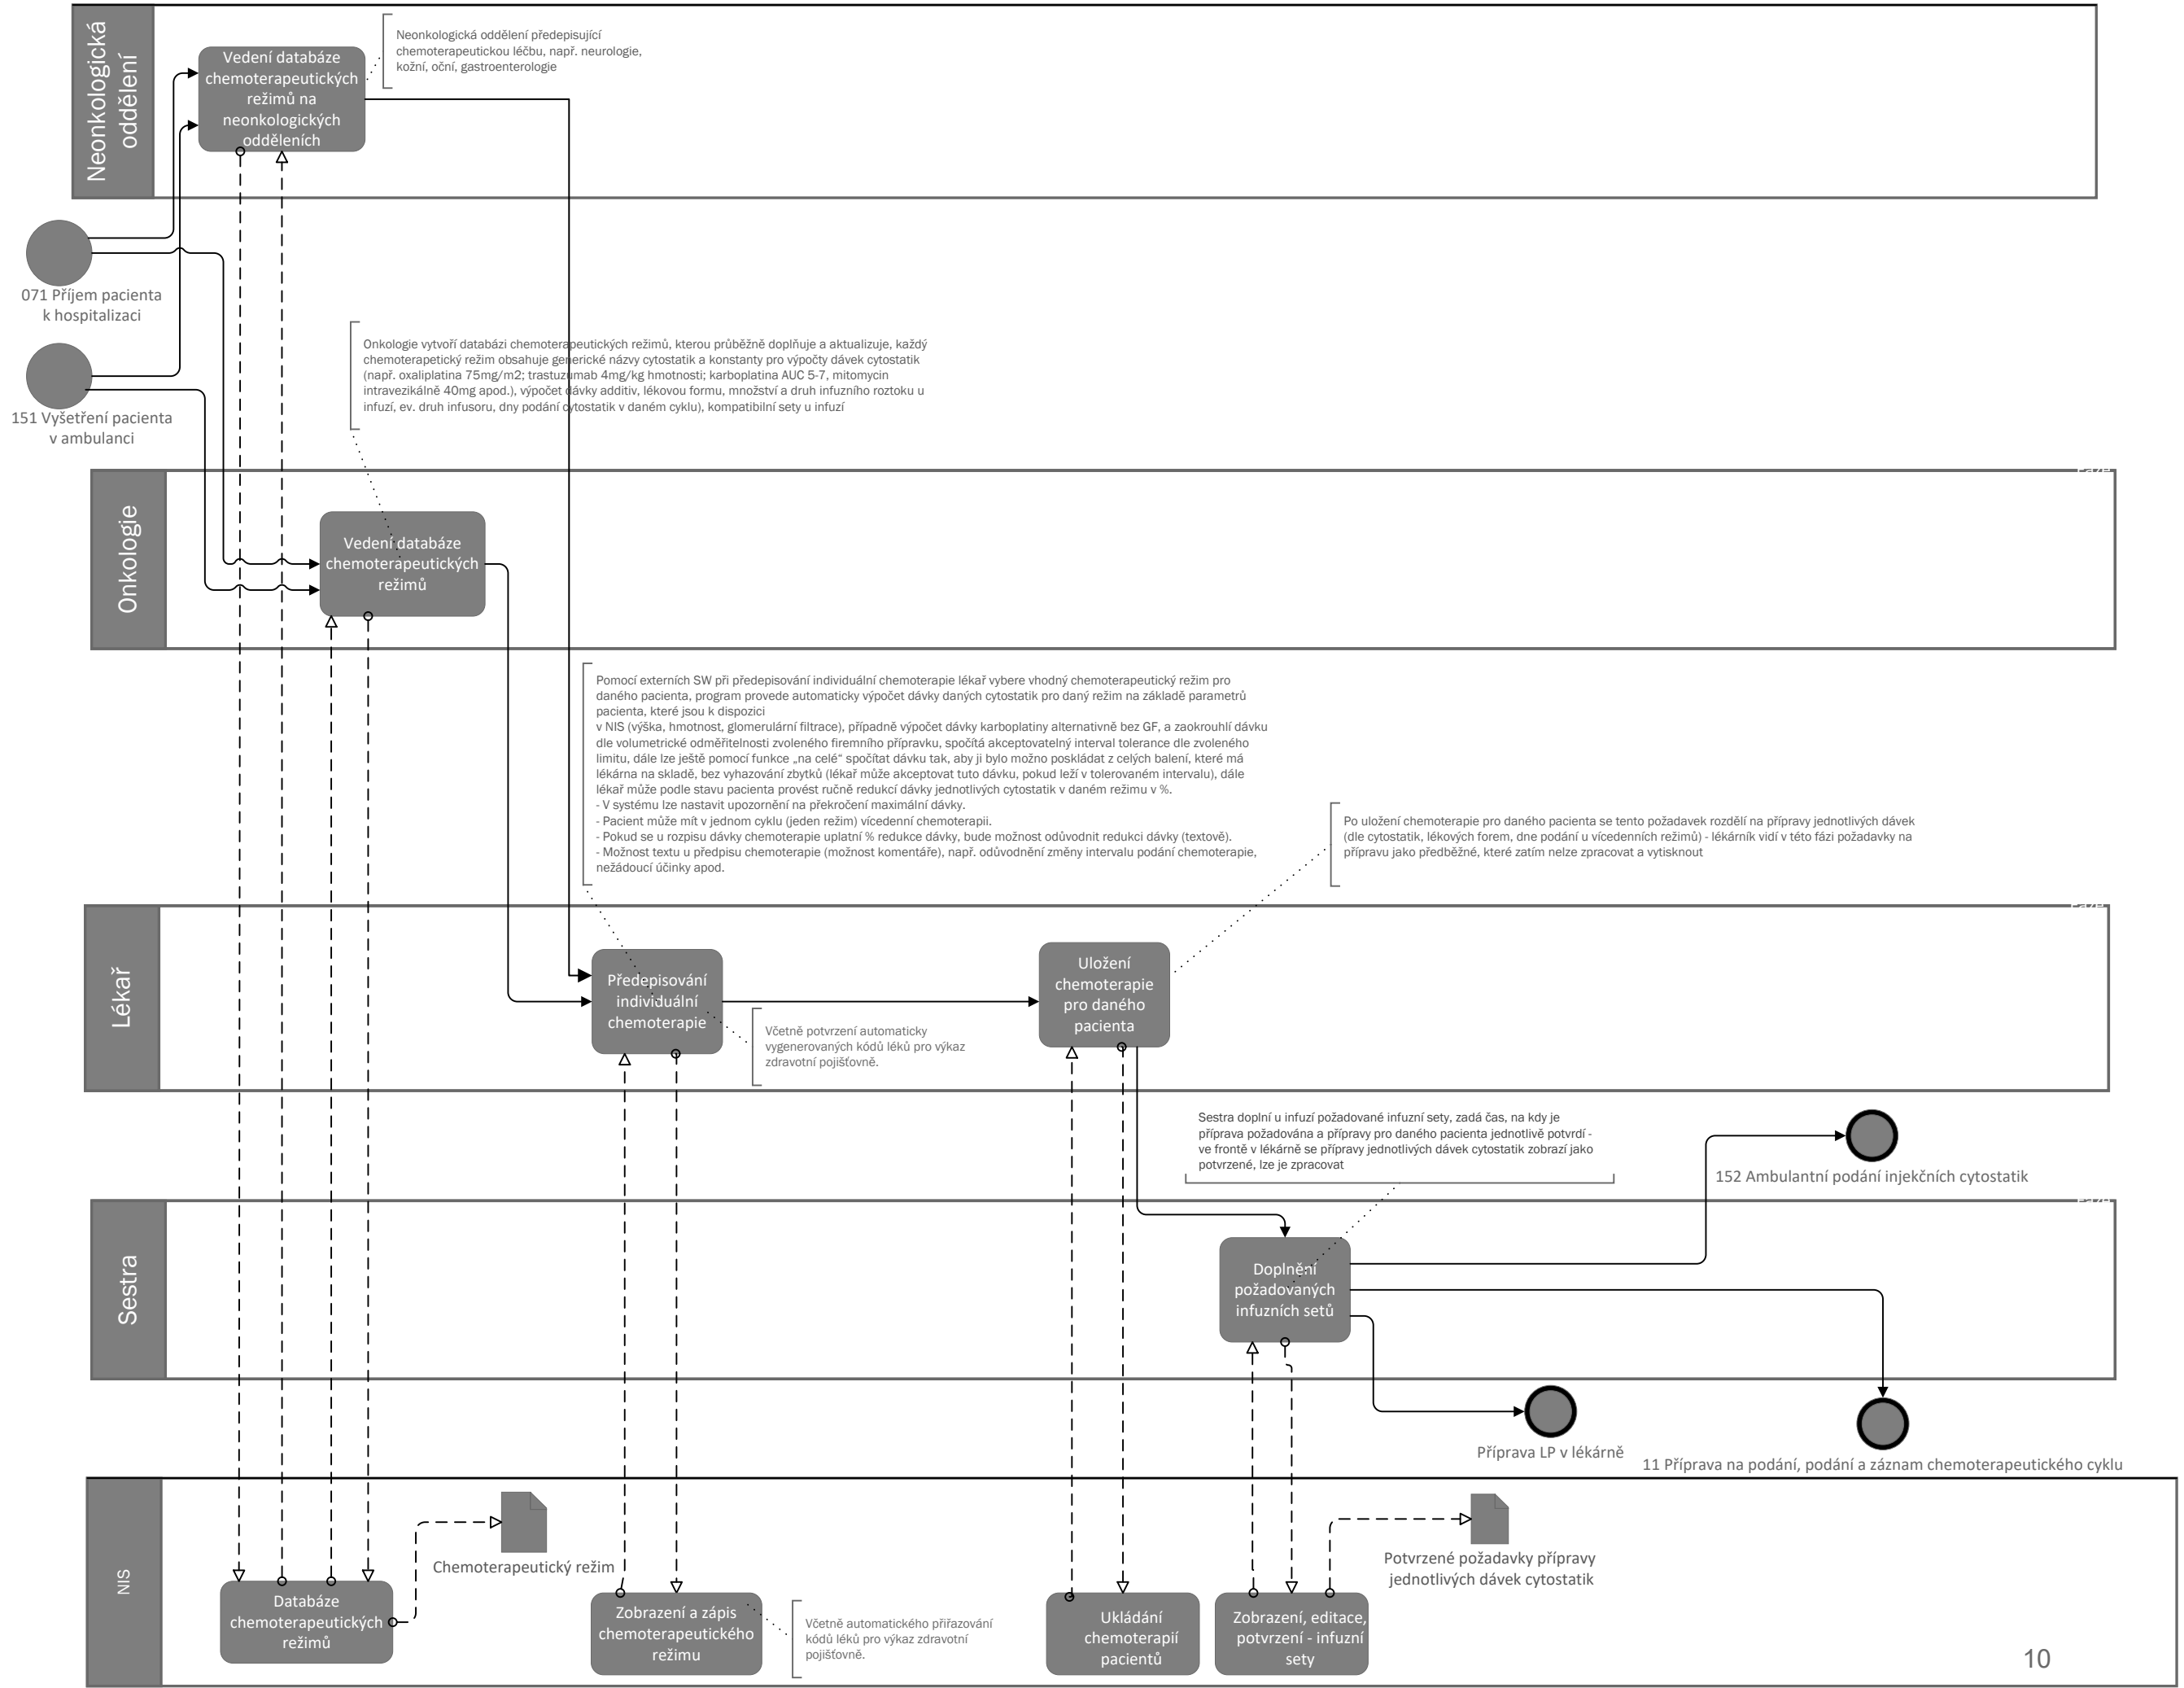 Neonkologická
oddělení
Vedení databáze
chemoterapeutických
režimů na
neonkologických
odděleních
Neonkologická oddělení předepisující
chemoterapeutickou léčbu, např. neurologie,
kožní, oční, gastroenterologie
071 Příjem pacienta
k hospitalizaci
151 Vyšetření pacienta
v ambulanci
Onkologie vytvoří databázi chemoterapeutických režimů, kterou průběžně doplňuje a aktualizuje, každý
chemoterapetický režim obsahuje generické názvy cytostatik a konstanty pro výpočty dávek cytostatik
(např. oxaliplatina 75mg/m2; trastuzumab 4mg/kg hmotnosti; karboplatina AUC 5-7, mitomycin
intravezikálně 40mg apod.), výpočet dávky additiv, lékovou formu, množství a druh infuzního roztoku u
infuzí, ev. druh infusoru, dny podání cytostatik v daném cyklu), kompatibilní sety u infuzí
Onkologie
Vedení databáze
chemoterapeutických
režimů
Pomocí externích SW při předepisování individuální chemoterapie lékař vybere vhodný chemoterapeutický režim pro
daného pacienta, program provede automaticky výpočet dávky daných cytostatik pro daný režim na základě parametrů
pacienta, které jsou k dispozici
v NIS (výška, hmotnost, glomerulární filtrace), případně výpočet dávky karboplatiny alternativně bez GF, a zaokrouhlí dávku
dle volumetrické odměřitelnosti zvoleného firemního přípravku, spočítá akceptovatelný interval tolerance dle zvoleného
limitu, dále lze ještě pomocí funkce „na celé“ spočítat dávku tak, aby ji bylo možno poskládat z celých balení, které má
lékárna na skladě, bez vyhazování zbytků (lékař může akceptovat tuto dávku, pokud leží v tolerovaném intervalu), dále
lékař může podle stavu pacienta provést ručně redukcí dávky jednotlivých cytostatik v daném režimu v %.
- V systému lze nastavit upozornění na překročení maximální dávky.
- Pacient může mít v jednom cyklu (jeden režim) vícedenní chemoterapii.
- Pokud se u rozpisu dávky chemoterapie uplatní % redukce dávky, bude možnost odůvodnit redukci dávky (textově).
- Možnost textu u předpisu chemoterapie (možnost komentáře), např. odůvodnění změny intervalu podání chemoterapie,
nežádoucí účinky apod.
Po uložení chemoterapie pro daného pacienta se tento požadavek rozdělí na přípravy jednotlivých dávek
(dle cytostatik, lékových forem, dne podání u vícedenních režimů) - lékárník vidí v této fázi požadavky na
přípravu jako předběžné, které zatím nelze zpracovat a vytisknout
Lékař
Předepisování
individuální
chemoterapie
Včetně potvrzení automaticky
vygenerovaných kódů léků pro výkaz
zdravotní pojišťovně.
Uložení
chemoterapie
pro daného
pacienta
Sestra doplní u infuzí požadované infuzní sety, zadá čas, na kdy je
příprava požadována a přípravy pro daného pacienta jednotlivě potvrdí -
ve frontě v lékárně se přípravy jednotlivých dávek cytostatik zobrazí jako
potvrzené, lze je zpracovat
152 Ambulantní podání injekčních cytostatik
Sestra
Doplnění
požadovaných
infuzních setů
Příprava LP v lékárně
11 Příprava na podání, podání a záznam chemoterapeutického cyklu
NIS
Databáze
chemoterapeutických
režimů
Chemoterapeutický režim
Zobrazení a zápis
chemoterapeutického
režimu
Včetně automatického přiřazování
kódů léků pro výkaz zdravotní
pojišťovně.
Ukládání
chemoterapií
pacientů
Zobrazení, editace,
potvrzení - infuzní
sety
Potvrzené požadavky přípravy
jednotlivých dávek cytostatik
10